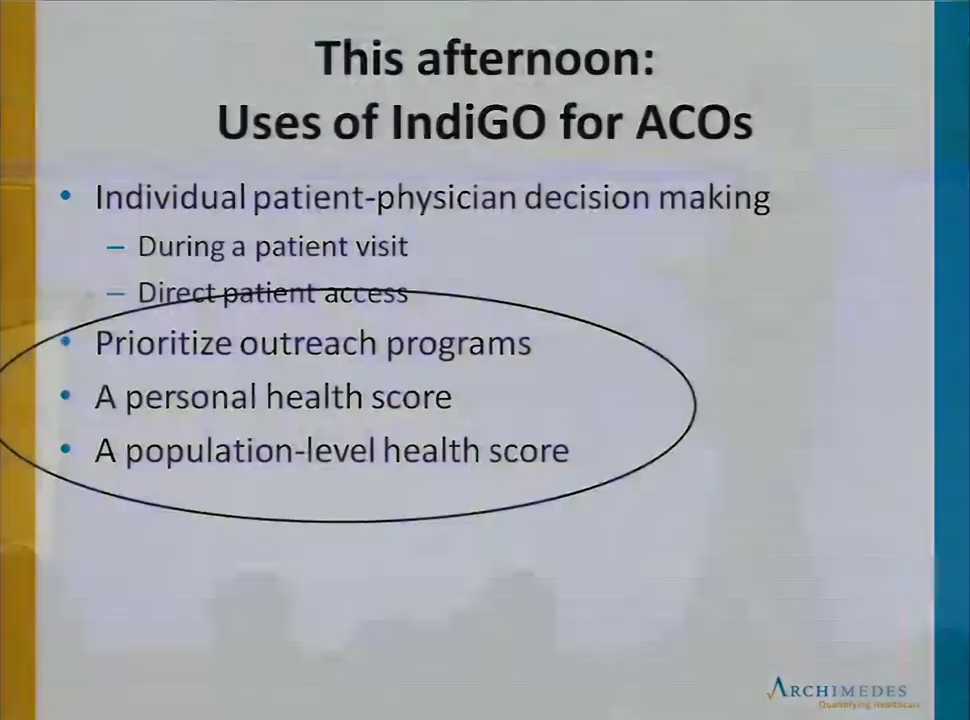 This afternoon:
Uses of IndiGO for ACOs
• Individual patient-physician decision making
– During a patient visit
– Direct patient access
• Prioritize outreach programs
• A personal health score
• A population-level health score
ARCHIMEDES
Quantifying Healthcare